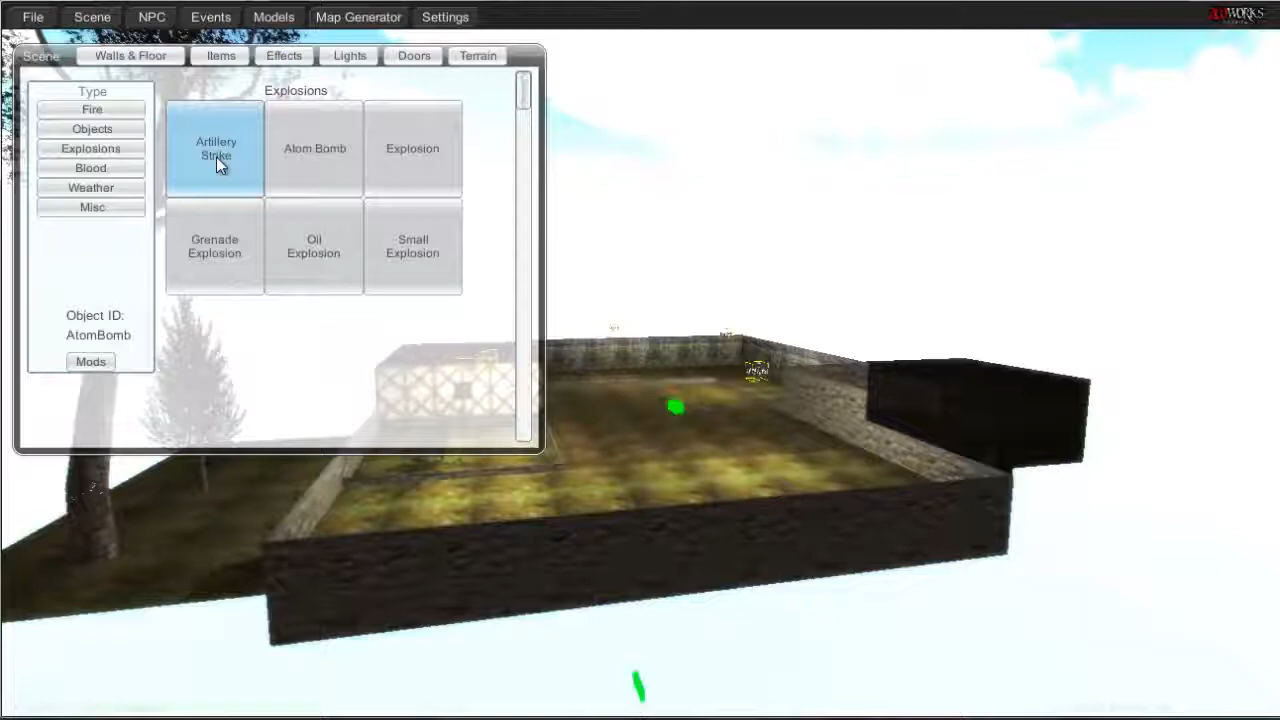 File Scene NPC Events Models Map Generator Settings
Scene Walls & Floor Items Effects Lights Doors Terrain
Type
Fire
Objects
Explosions
Blood
Weather
Misc
Object ID:
AtomBomb
Mods
Explosions
Artillery
Strike
Atom Bomb
Explosion
Grenade
Explosion
Oil
Explosion
Small
Explosion